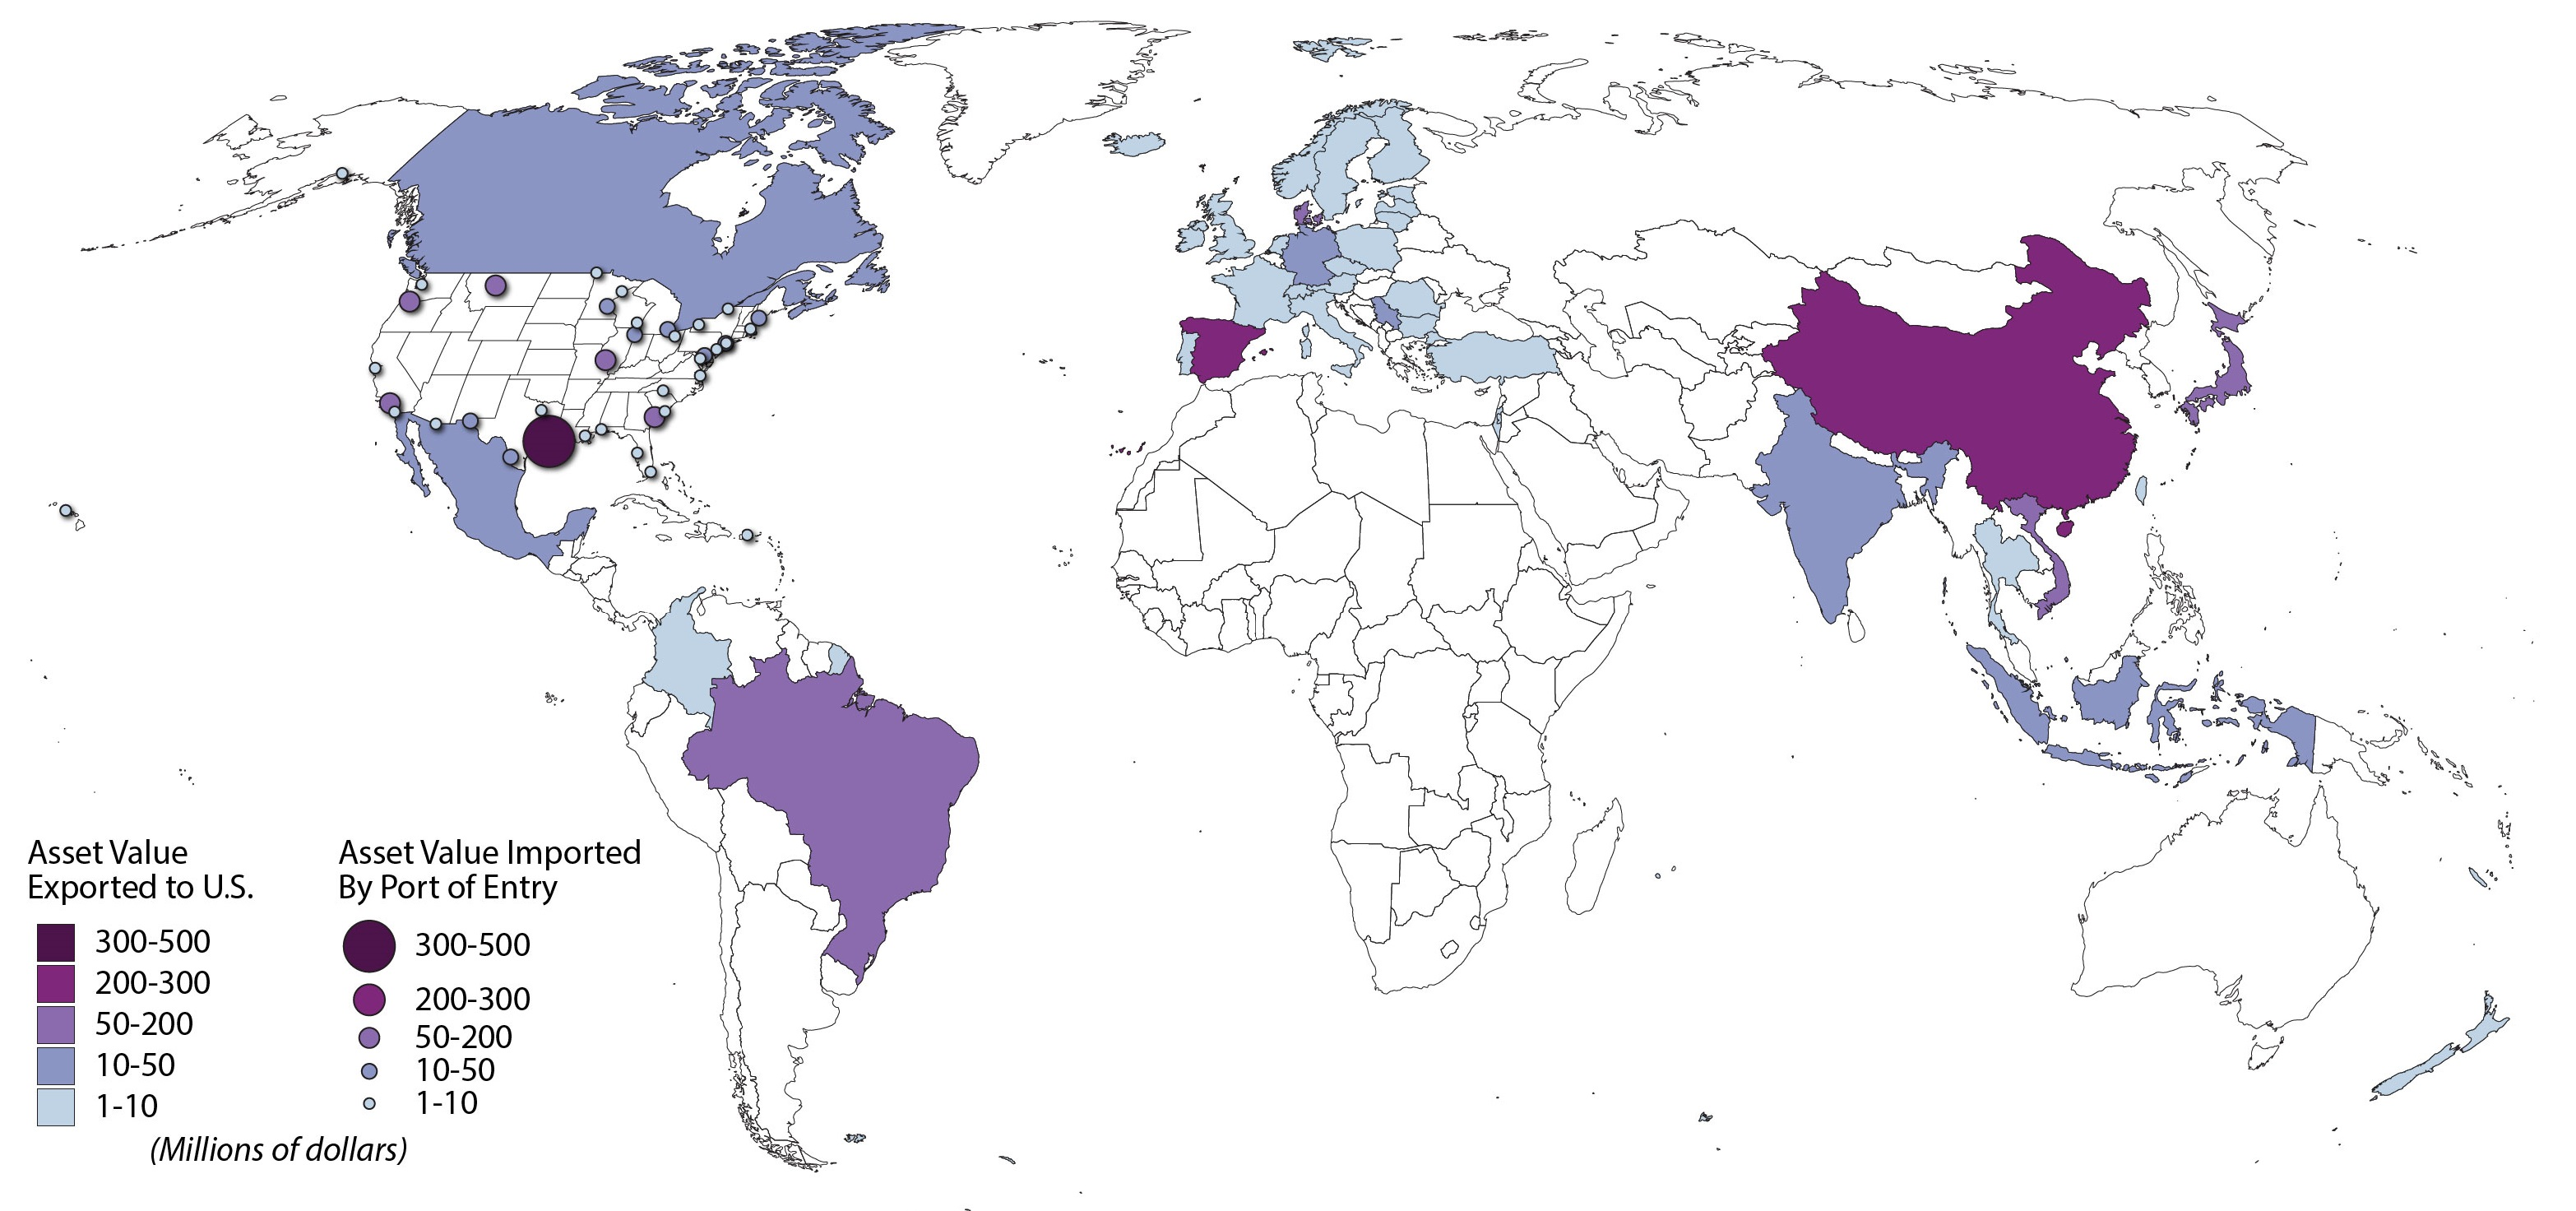 Asset Value
Exported to U.S.
300-500
200-300
50-200
10-50
1-10
Asset Value Imported
By Port of Entry
300-500
200-300
50-200
10-50
1-10
(Millions of dollars)